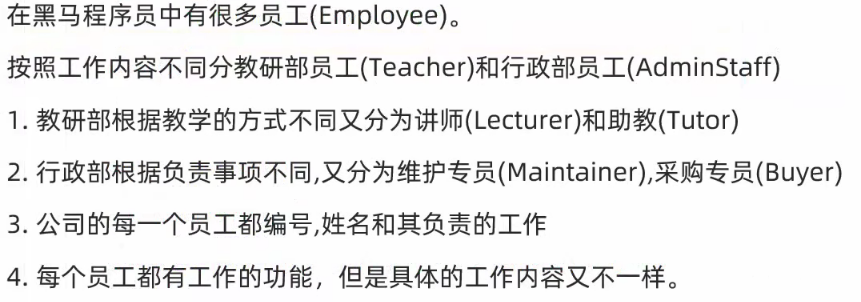 在黑马程序员中有很多员工(Employee)。
按照工作内容不同分教研部员工(Teacher)和行政部员工(AdminStaff)
1. 教研部根据教学的方式不同又分为讲师(Lecturer)和助教(Tutor)
2. 行政部根据负责事项不同,又分为维护专员(Maintainer),采购专员(Buyer)
3. 公司的每一个员工都编号,姓名和其负责的工作
4. 每个员工都有工作的功能，但是具体的工作内容又不一样。